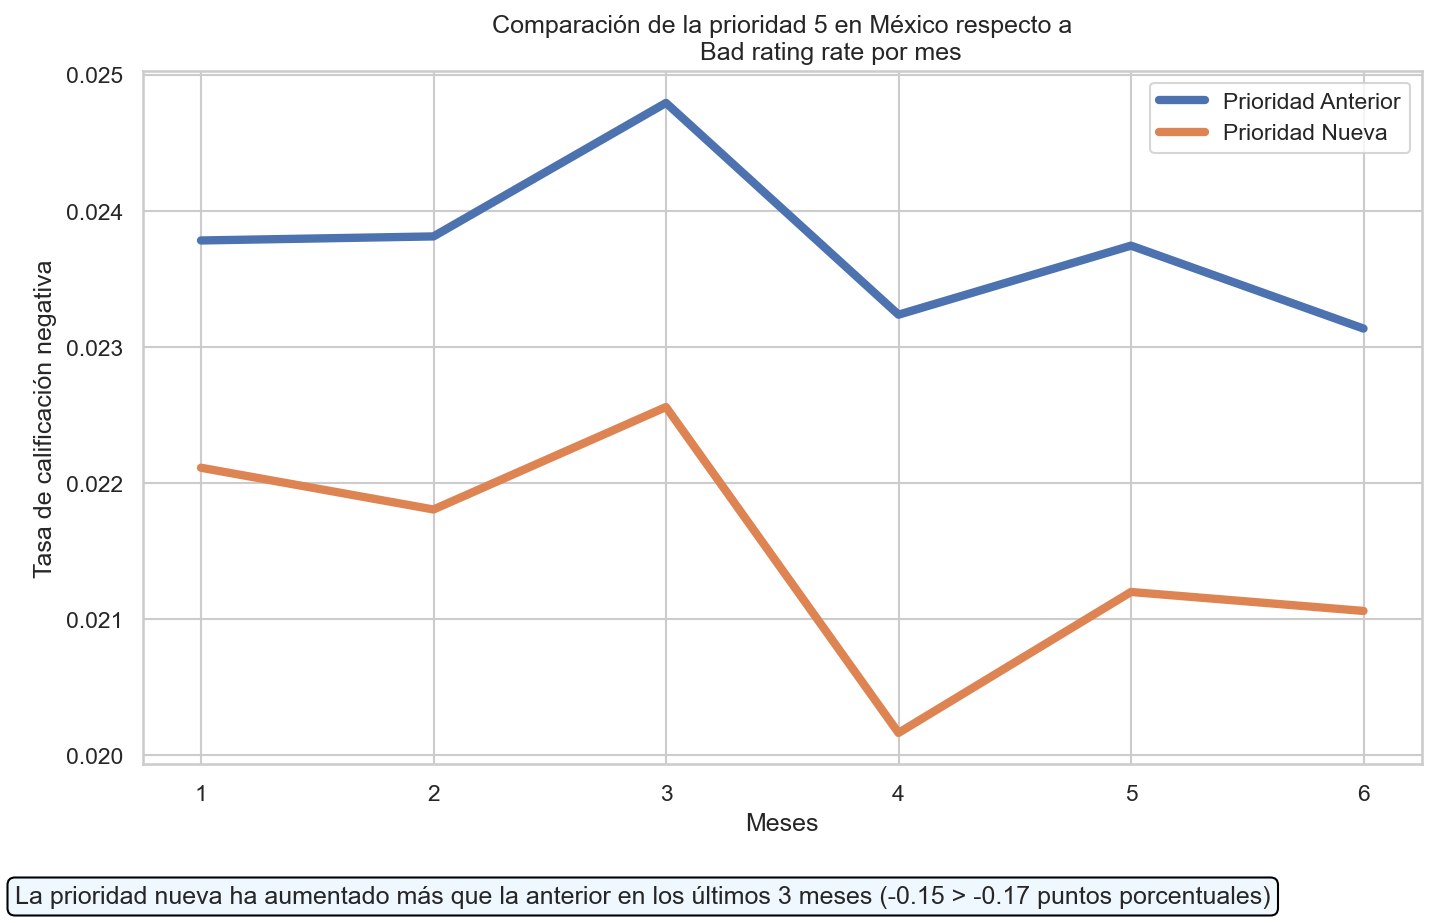 Comparación de la prioridad 5 en México respecto a
Bad rating rate por mes
0.025
0.024
0.023
0.022
0.021
0.020
Tasa de calificación negativa
Prioridad Anterior
Prioridad Nueva
1 2 3 4 5 6
Meses
La prioridad nueva ha aumentado más que la anterior en los últimos 3 meses (-0.15 > -0.17 puntos porcentuales)